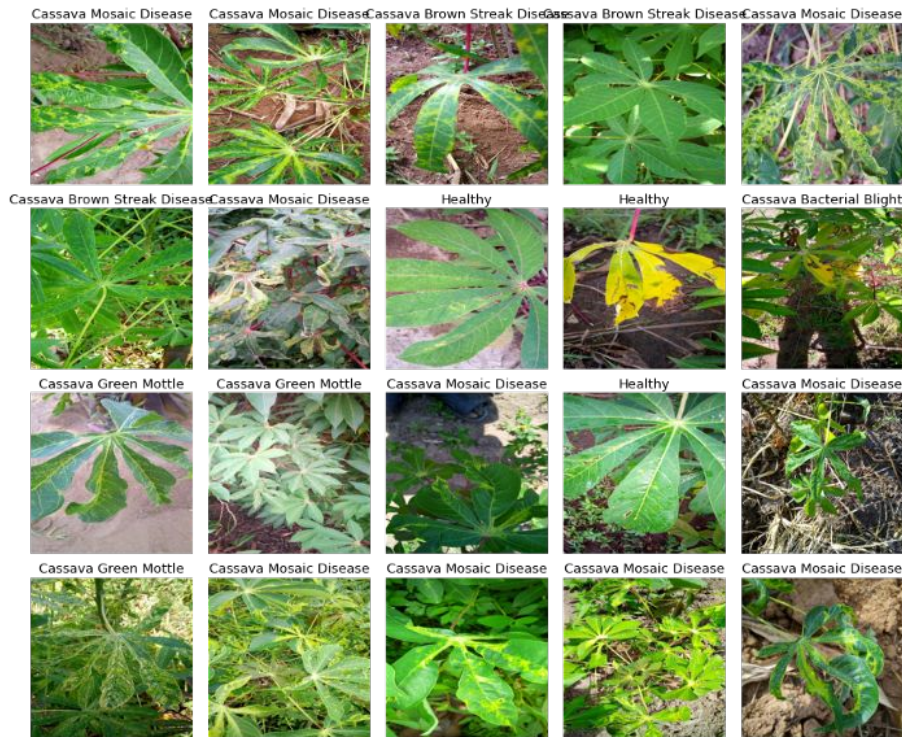 Cassava Mosaic Disease
Cassava Mosaic Disease
Cassava Brown Streak Disease
Cassava Brown Streak Disease
Cassava Mosaic Disease
Cassava Brown Streak Disease
Cassava Mosaic Disease
Healthy
Healthy
Cassava Bacterial Blight
Cassava Green Mottle
Cassava Green Mottle
Cassava Mosaic Disease
Healthy
Cassava Mosaic Disease
Cassava Green Mottle
Cassava Mosaic Disease
Cassava Mosaic Disease
Cassava Mosaic Disease
Cassava Mosaic Disease